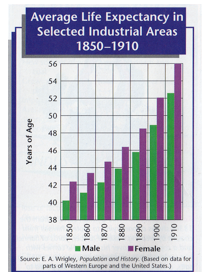 Average Life Expectancy in
Selected Industrial Areas
1850–1910
Years of Age
56
54
52
50
48
46
44
42
40
38
1850
1860
1870
1880
1890
1900
1910
Male
Female
Source: E. A. Wrigley, Population and History. (Based on data for
parts of Western Europe and the United States.)